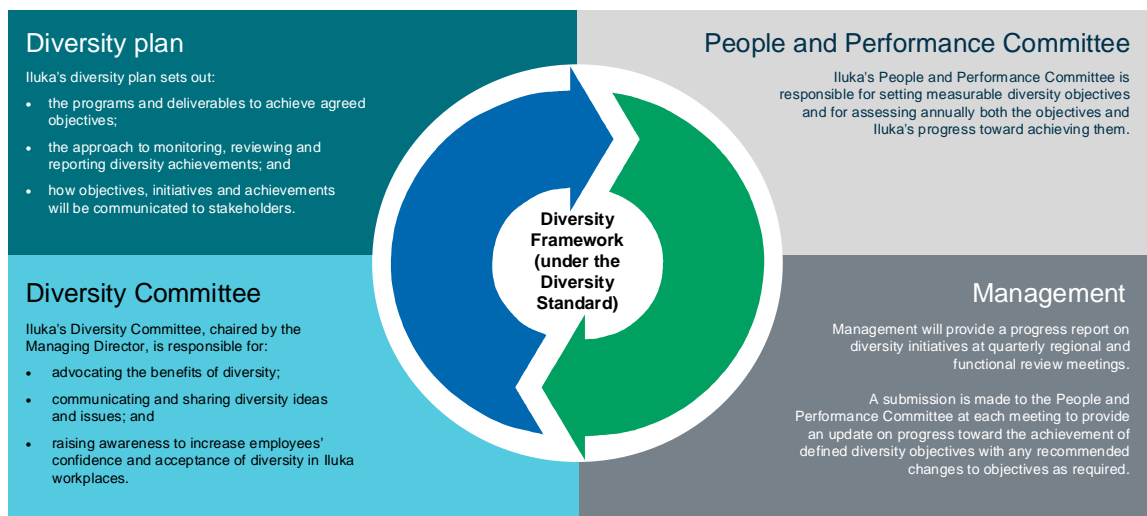 Diversity plan
Iluka's diversity plan sets out:
• the programs and deliverables to achieve agreed
objectives;
• the approach to monitoring, reviewing and
reporting diversity achievements; and
• how objectives, initiatives and achievements
will be communicated to stakeholders.
People and Performance Committee
Iluka's People and Performance Committee is
responsible for setting measurable diversity objectives
and for assessing annually both the objectives and
Iluka's progress toward achieving them.
Diversity
Framework
(under the
Diversity
Standard)
Diversity Committee
Iluka's Diversity Committee, chaired by the
Managing Director, is responsible for:
• advocating the benefits of diversity;
• communicating and sharing diversity ideas
and issues; and
• raising awareness to increase employees'
confidence and acceptance of diversity in Iluka
workplaces.
Management
Management will provide a progress report on
diversity initiatives at quarterly regional and
functional review meetings.
A submission is made to the People and
Performance Committee at each meeting to provide
an update on progress toward the achievement of
defined diversity objectives with any recommended
changes to objectives as required.